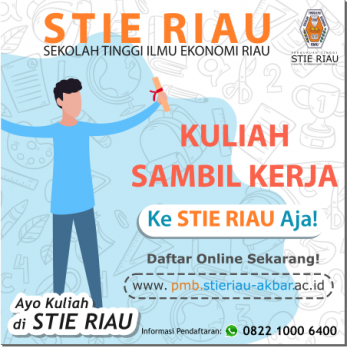 STIE RIAU
SEKOLAH TINGGI ILMU EKONOMI RIAU
STIE RIAU
KULIAH
SAMBIL KERJA
Ke STIE RIAU Aja!
Daftar Online Sekarang!
www. pmb.stieriau-akbar.ac.id
Ayo Kuliah
di STIE RIAU
Informasi Pendaftaran: 0822 1000 6400